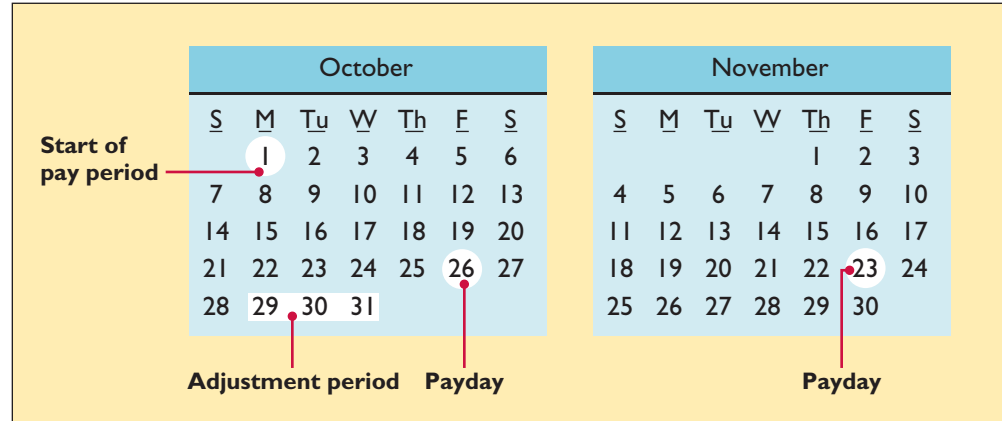 October
S M Tu W Th F S
1 2 3 4 5 6
7 8 9 10 11 12 13
14 15 16 17 18 19 20
21 22 23 24 25 26 27
28 29 30 31
Start of
pay period
Adjustment period
Payday
November
S M Tu W Th F S
1 2 3
4 5 6 7 8 9 10
11 12 13 14 15 16 17
18 19 20 21 22 23 24
25 26 27 28 29 30
Payday